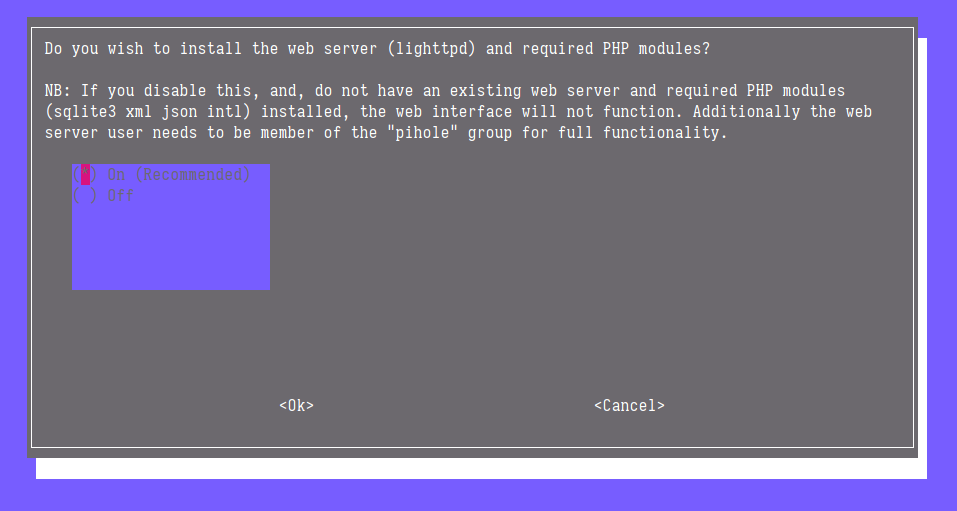 Do you wish to install the web server (lighttpd) and required PHP modules?
NB: If you disable this, and, do not have an existing web server and required PHP modules
(sqlite3 xml json intl) installed, the web interface will not function. Additionally the web
server user needs to be member of the "pihole" group for full functionality.
(*) On (Recommended)
( ) Off
<Ok> <Cancel>